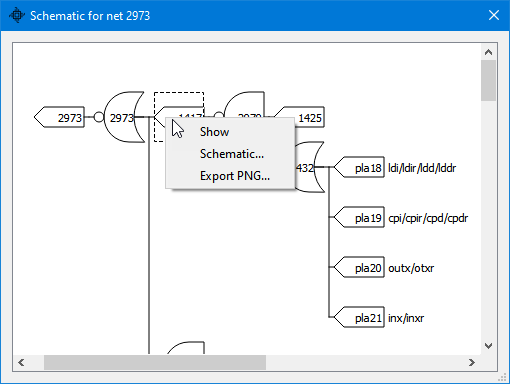 Schematic for net 2973
2973
2973
1417
1425
Show
Schematic...
Export PNG...
432
pla18 ldi/ldir/ldd/lddr
pla19 cpi/cpir/cpd/cpdr
pla20 outx/otxr
pla21 inx/inxr